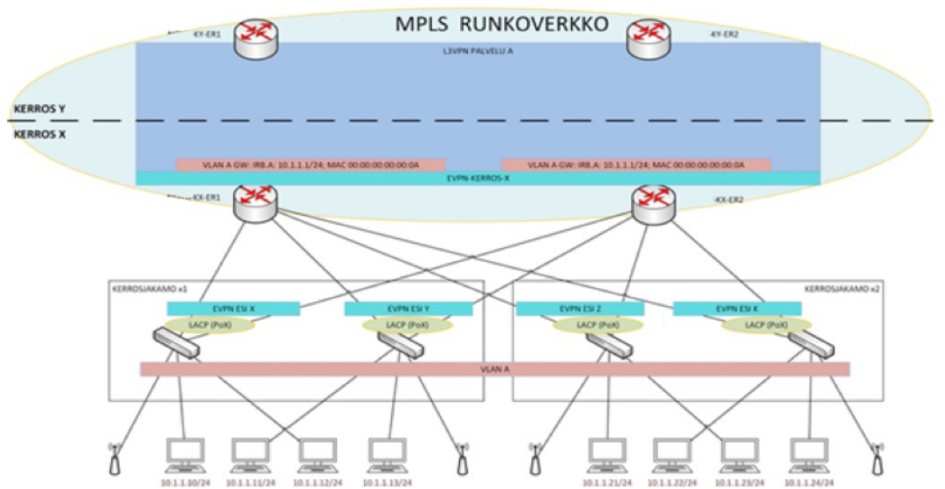 MPLS RUNKOVERKKO
-KY-ER1
-KY-ER2
L3VPN PALVELU A
KERROS Y
KERROS X
VLAN A GW: IRB.A: 10.1.1.1/24; MAC 00:00:00:00:00:0A
VLAN A GW: IRB.A: 10.1.1.1/24; MAC 00:00:00:00:00:0A
EVPN-KERROS-X
-KX-ER1
-KX-ER2
KERROSJAKAMO x1
KERROSJAKAMO x2
EVPN ESI X
EVPN ESI Y
EVPN ESI Z
EVPN ESI K
LACP (PoX)
LACP (PoX)
LACP (PoX)
LACP (PoX)
VLAN A
10.1.1.10/24
10.1.1.11/24
10.1.1.12/24
10.1.1.13/24
10.1.1.21/24
10.1.1.22/24
10.1.1.23/24
10.1.1.24/24